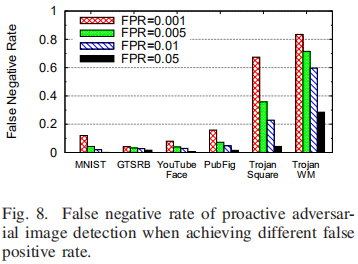 1
FPR=0.001
0.8
FPR=0.005
FPR=0.01
0.6
FPR=0.05
0.4
0.2
0
False Negative Rate
MNIST GTSRB YouTube Face PubFig Trojan Square Trojan WM
Fig. 8. False negative rate of proactive adversar-
ial image detection when achieving different false
positive rate.